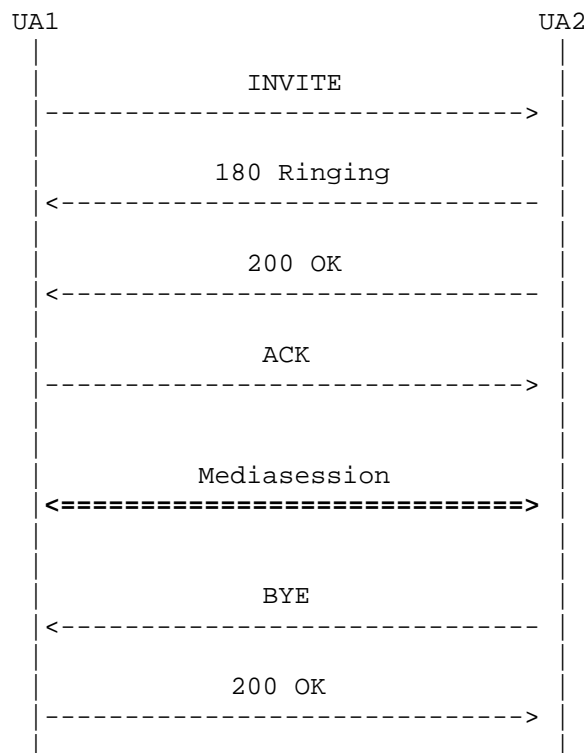 UA1 UA2
INVITE
180 Ringing
200 OK
ACK
Mediasession
BYE
200 OK